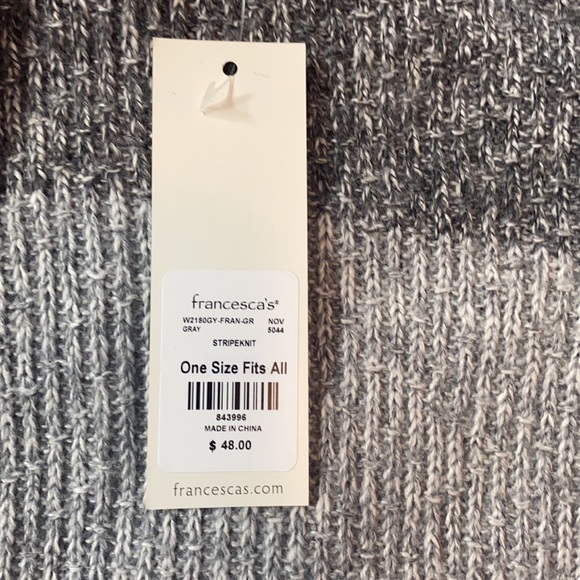 francesca's®
W2180GY-FRAN-GR NOV
GRAY 5044
STRIPEKNIT
One Size Fits All
843996
MADE IN CHINA
$ 48.00
francescas.com